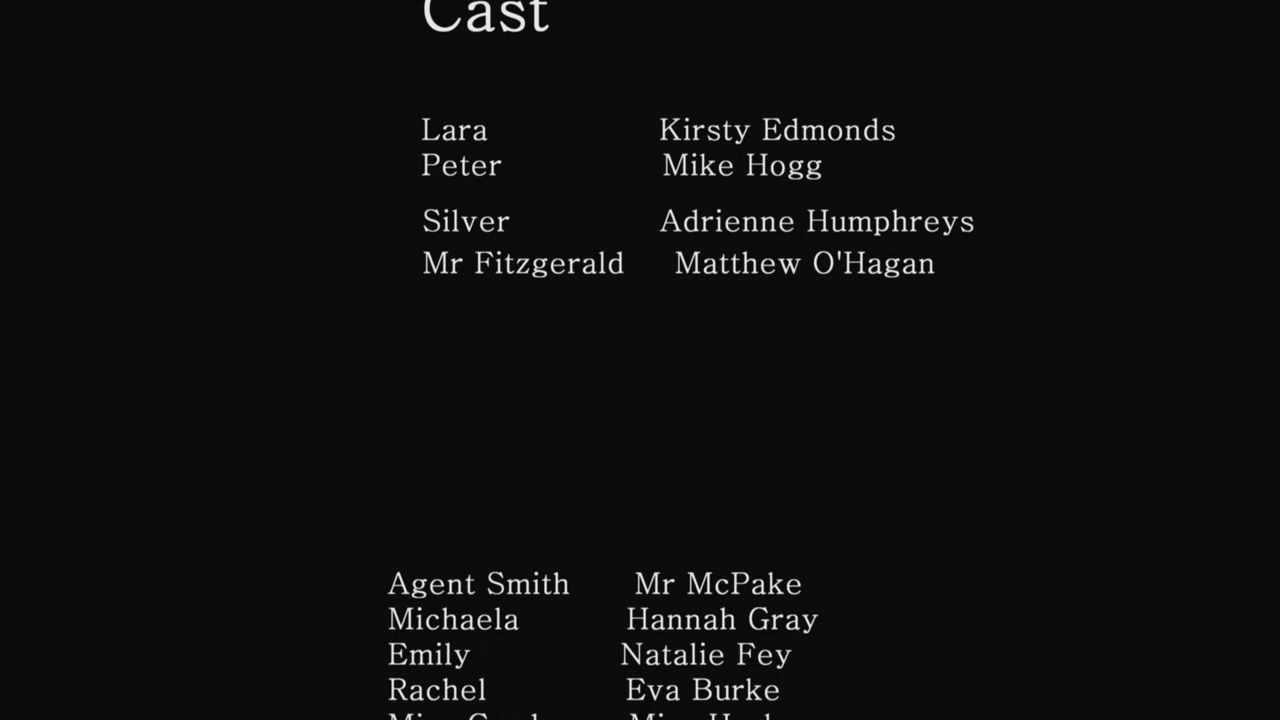 Cast
Lara Kirsty Edmonds
Peter Mike Hogg
Silver Adrienne Humphreys
Mr Fitzgerald Matthew O'Hagan
Agent Smith Mr McPake
Michaela Hannah Gray
Emily Natalie Fey
Rachel Eva Burke